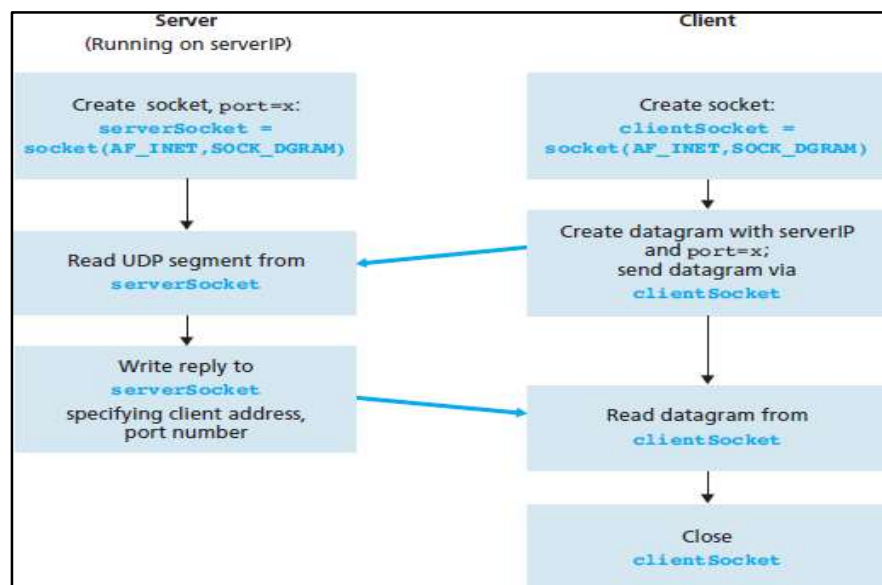 Server
(Running on serverIP)
Create socket, port=x:
serverSocket =
socket(AF_INET,SOCK_DGRAM)
Read UDP segment from
serverSocket
Write reply to
serverSocket
specifying client address,
port number
Client
Create socket:
clientSocket =
socket(AF_INET,SOCK_DGRAM)
Create datagram with serverIP
and port=x;
send datagram via
clientSocket
Read datagram from
clientSocket
Close
clientSocket